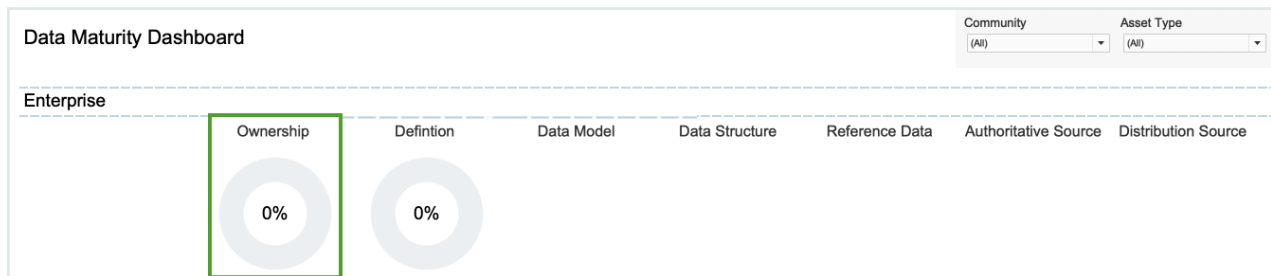 Data Maturity Dashboard
Community
Asset Type
(All)
(All)
Enterprise
Ownership
Defintion
Data Model
Data Structure
Reference Data
Authoritative Source
Distribution Source
0%
0%